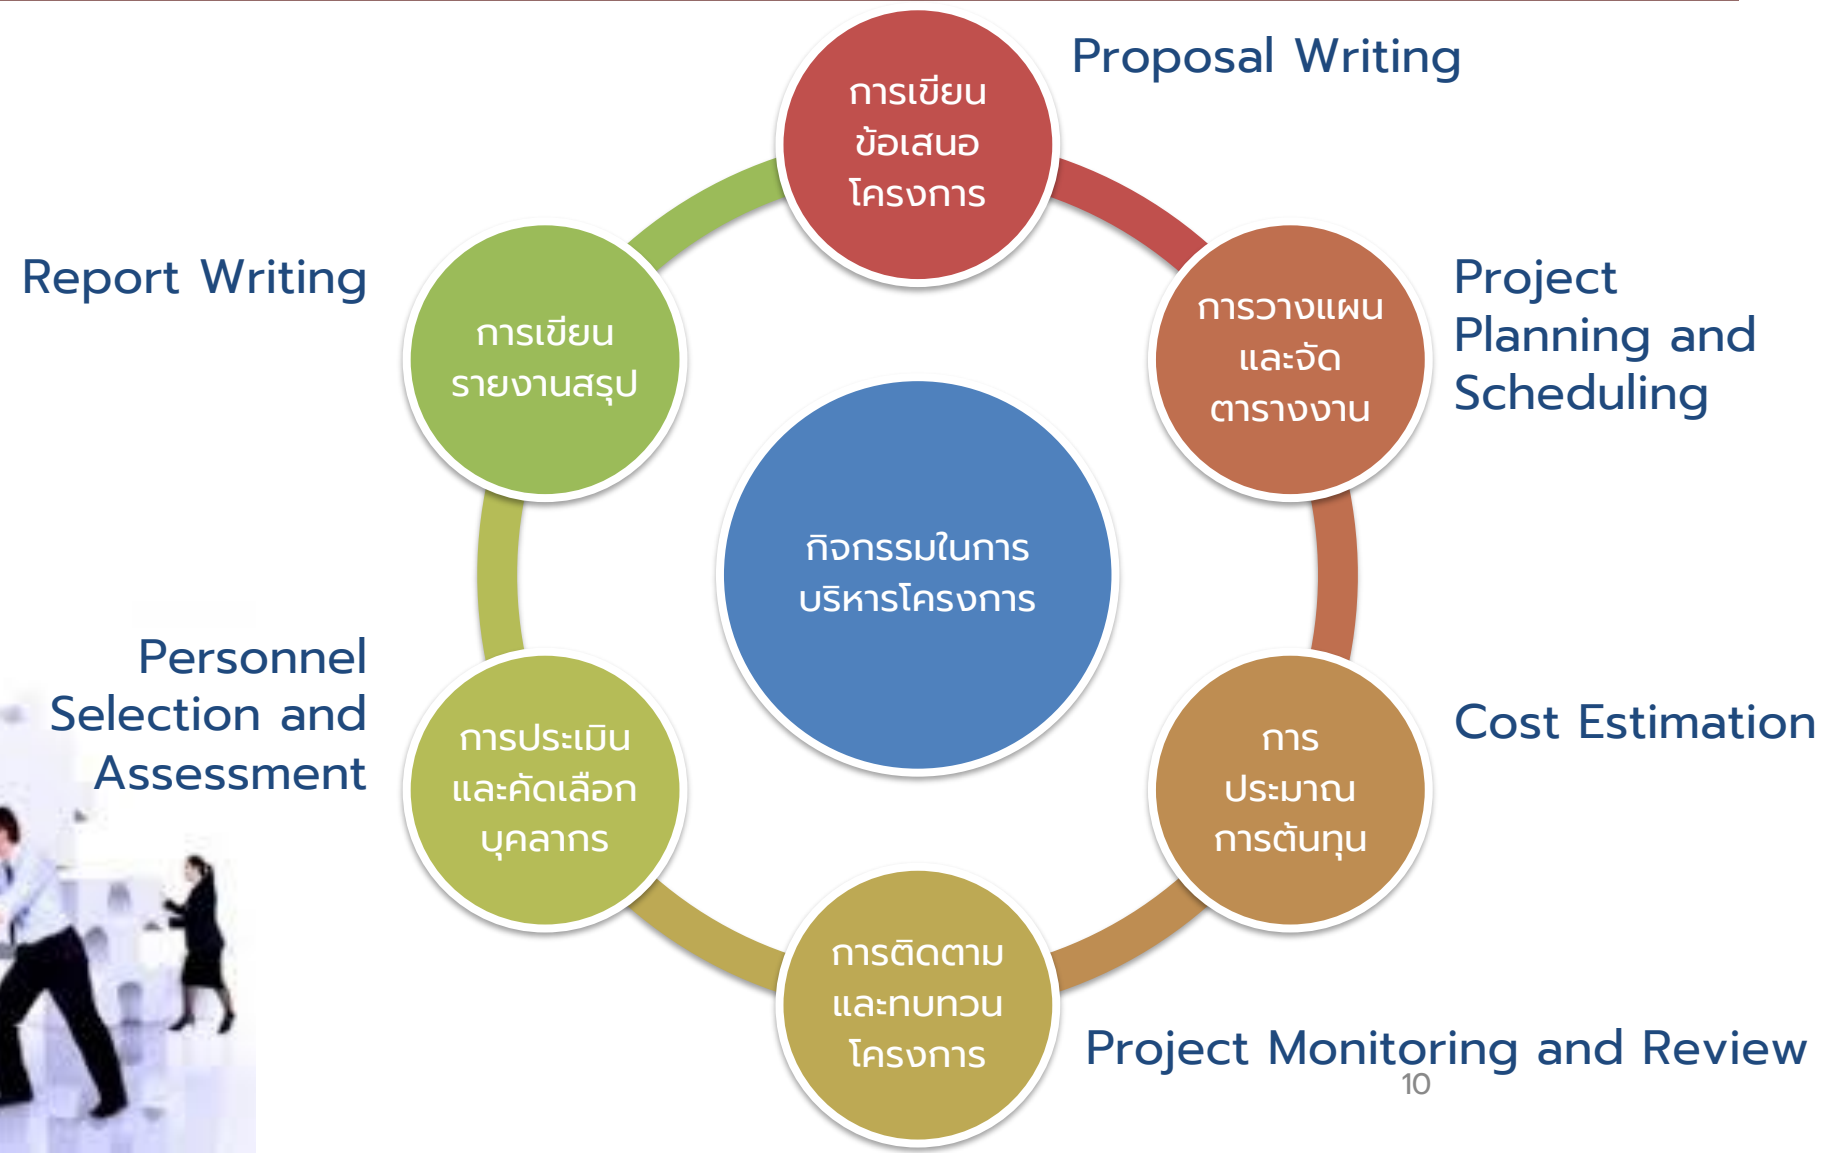 การเขียน
ข้อเสนอ
โครงการ
Proposal Writing
การวางแผน
และจัด
ตารางงาน
Project
Planning and
Scheduling
การ
ประมาณ
การต้นทุน
Cost Estimation
การติดตาม
และทบทวน
โครงการ
Project Monitoring and Review
การประเมิน
และคัดเลือก
บุคลากร
Personnel
Selection and
Assessment
การเขียน
รายงานสรุป
Report Writing
กิจกรรมในการ
บริหารโครงการ
10